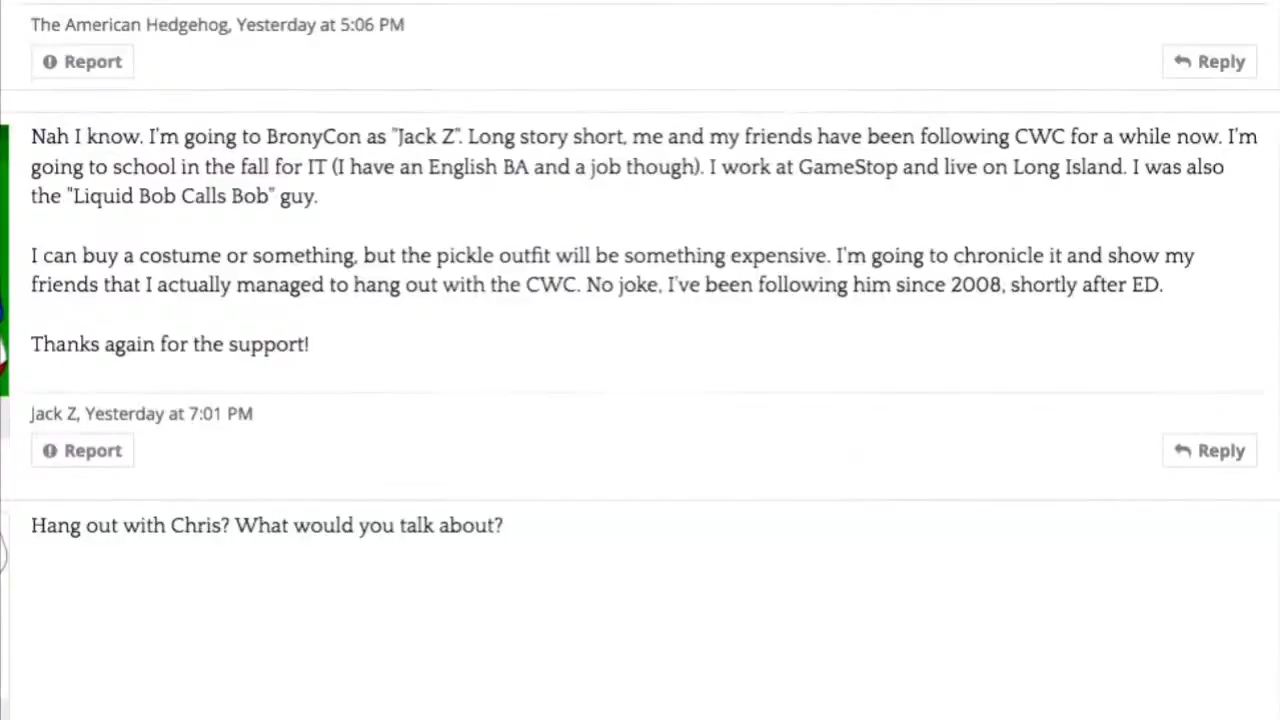 The American Hedgehog, Yesterday at 5:06 PM
Report
Reply
Nah I know. I'm going to BronyCon as "Jack Z". Long story short, me and my friends have been following CWC for a while now. I'm
going to school in the fall for IT (I have an English BA and a job though). I work at GameStop and live on Long Island. I was also
the "Liquid Bob Calls Bob" guy.
I can buy a costume or something, but the pickle outfit will be something expensive. I'm going to chronicle it and show my
friends that I actually managed to hang out with the CWC. No joke, I've been following him since 2008, shortly after ED.
Thanks again for the support!
Jack Z, Yesterday at 7:01 PM
Report
Reply
Hang out with Chris? What would you talk about?